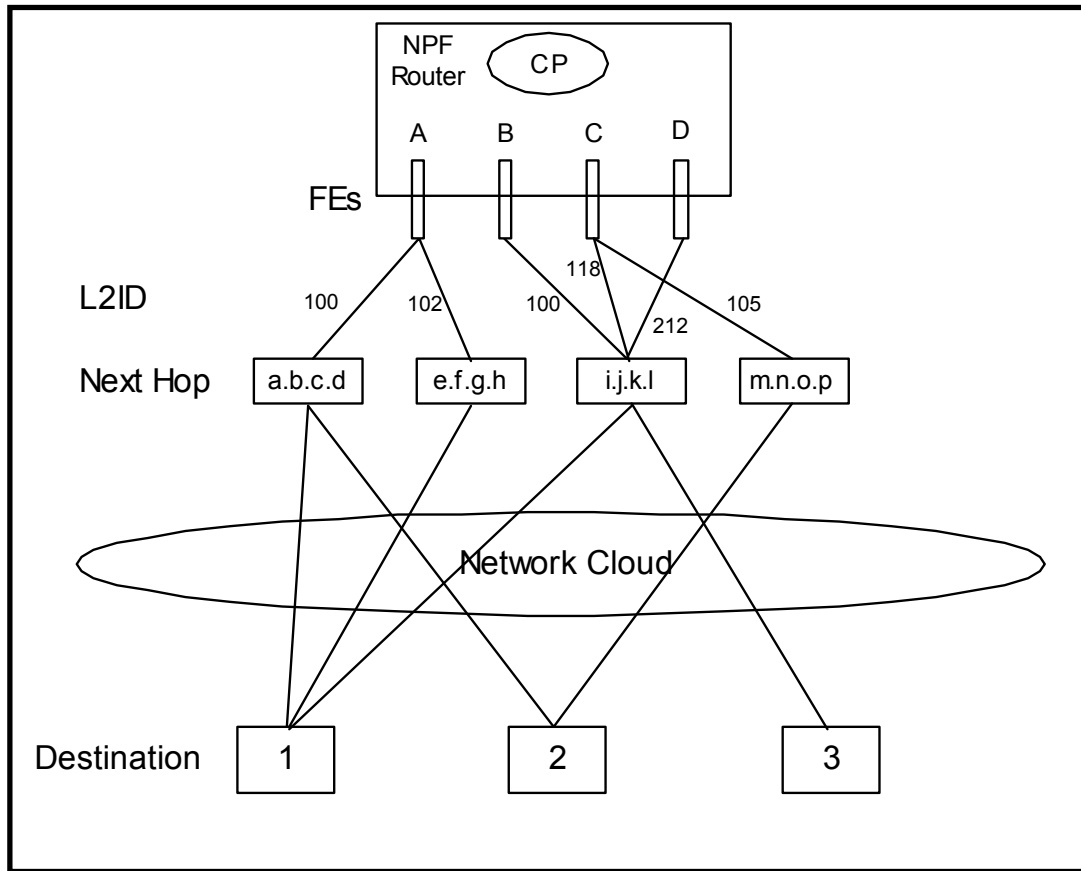 NPF
Router
CP
A B C D
FEs
L2ID
100 102 100 118 212 105
Next Hop
a.b.c.d e.f.g.h i.j.k.l m.n.o.p
Network Cloud
Destination
1 2 3